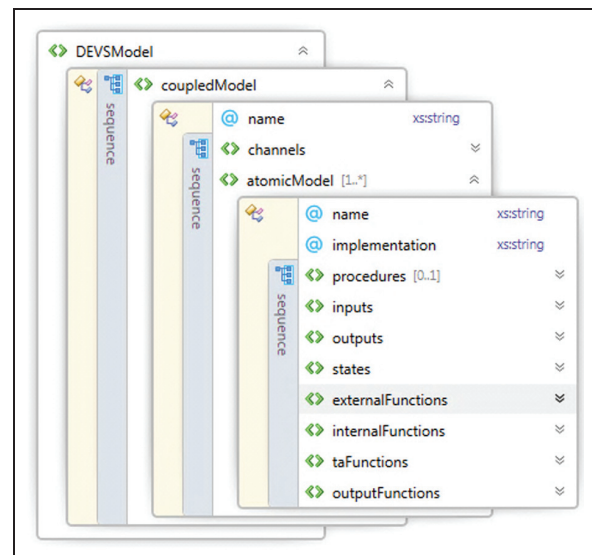 DEVSModel
sequence
coupledModel
sequence
@ name xs:string
channels
atomicModel [1..*]
sequence
@ name xs:string
@ implementation xs:string
procedures [0..1]
inputs
outputs
states
externalFunctions
internalFunctions
taFunctions
outputFunctions